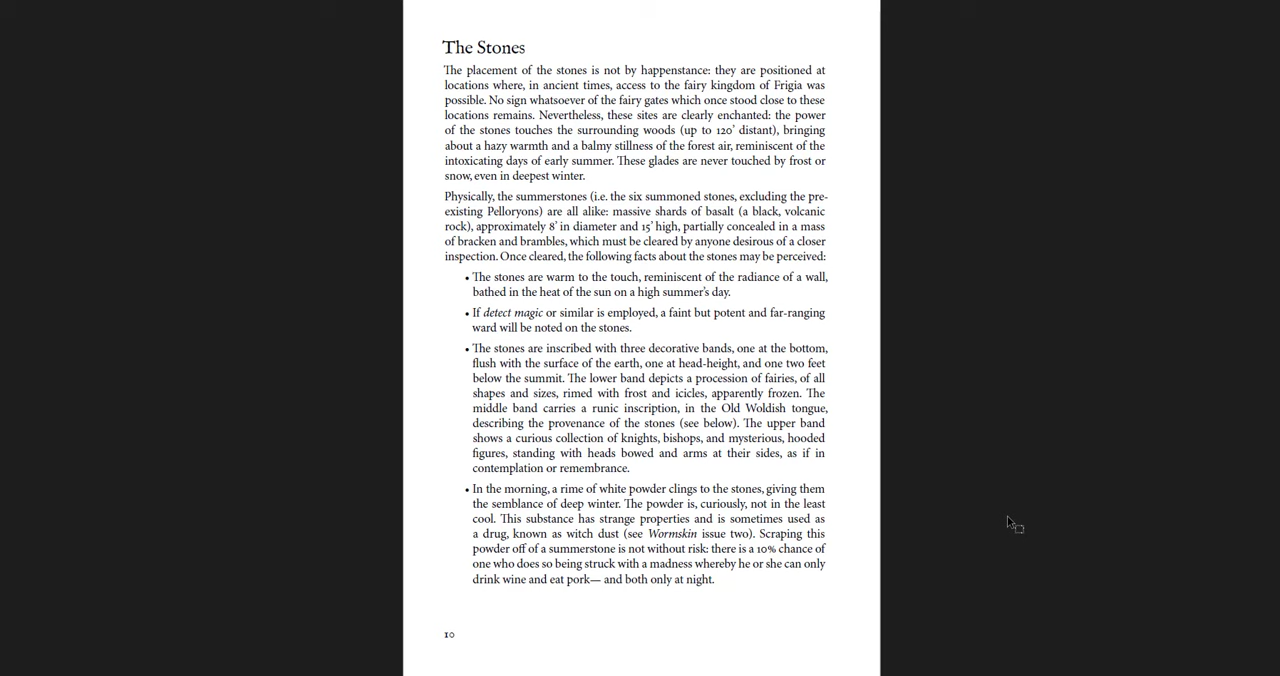 The Stones
The placement of the stones is not by happenstance: they are positioned at
locations where, in ancient times, access to the fairy kingdom of Frigia was
possible. No sign whatsoever of the fairy gates which once stood close to these
locations remains. Nevertheless, these sites are clearly enchanted: the power
of the stones touches the surrounding woods (up to 120’ distant), bringing
about a hazy warmth and a balmy stillness of the forest air, reminiscent of the
intoxicating days of early summer. These glades are never touched by frost or
snow, even in deepest winter.
Physically, the summerstones (i.e. the six summoned stones, excluding the pre-
existing Pelloryons) are all alike: massive shards of basalt (a black, volcanic
rock), approximately 8’ in diameter and 15’ high, partially concealed in a mass
of bracken and brambles, which must be cleared by anyone desirous of a closer
inspection. Once cleared, the following facts about the stones may be perceived:
• The stones are warm to the touch, reminiscent of the radiance of a wall,
bathed in the heat of the sun on a high summer’s day.
• If detect magic or similar is employed, a faint but potent and far-ranging
ward will be noted on the stones.
• The stones are inscribed with three decorative bands, one at the bottom,
flush with the surface of the earth, one at head-height, and one two feet
below the summit. The lower band depicts a procession of fairies, of all
shapes and sizes, rimed with frost and icicles, apparently frozen. The
middle band carries a runic inscription, in the Old Woldish tongue,
describing the provenance of the stones (see below). The upper band
shows a curious collection of knights, bishops, and mysterious, hooded
figures, standing with heads bowed and arms at their sides, as if in
contemplation or remembrance.
• In the morning, a rime of white powder clings to the stones, giving them
the semblance of deep winter. The powder is, curiously, not in the least
cool. This substance has strange properties and is sometimes used as
a drug, known as witch dust (see Wormskin issue two). Scraping this
powder off of a summerstone is not without risk: there is a 10% chance of
one who does so being struck with a madness whereby he or she can only
drink wine and eat pork— and both only at night.
10